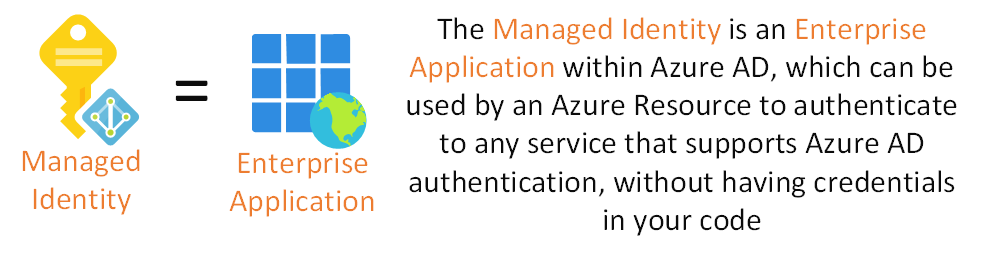 Managed
Identity
=
Enterprise
Application
The Managed Identity is an Enterprise
Application within Azure AD, which can be
used by an Azure Resource to authenticate
to any service that supports Azure AD
authentication, without having credentials
in your code